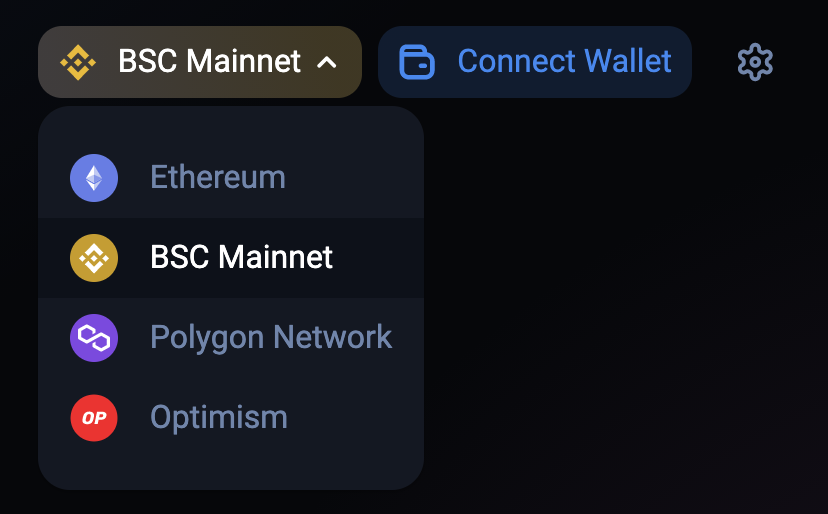 BSC Mainnet
Connect Wallet
Ethereum
BSC Mainnet
Polygon Network
OP
Optimism